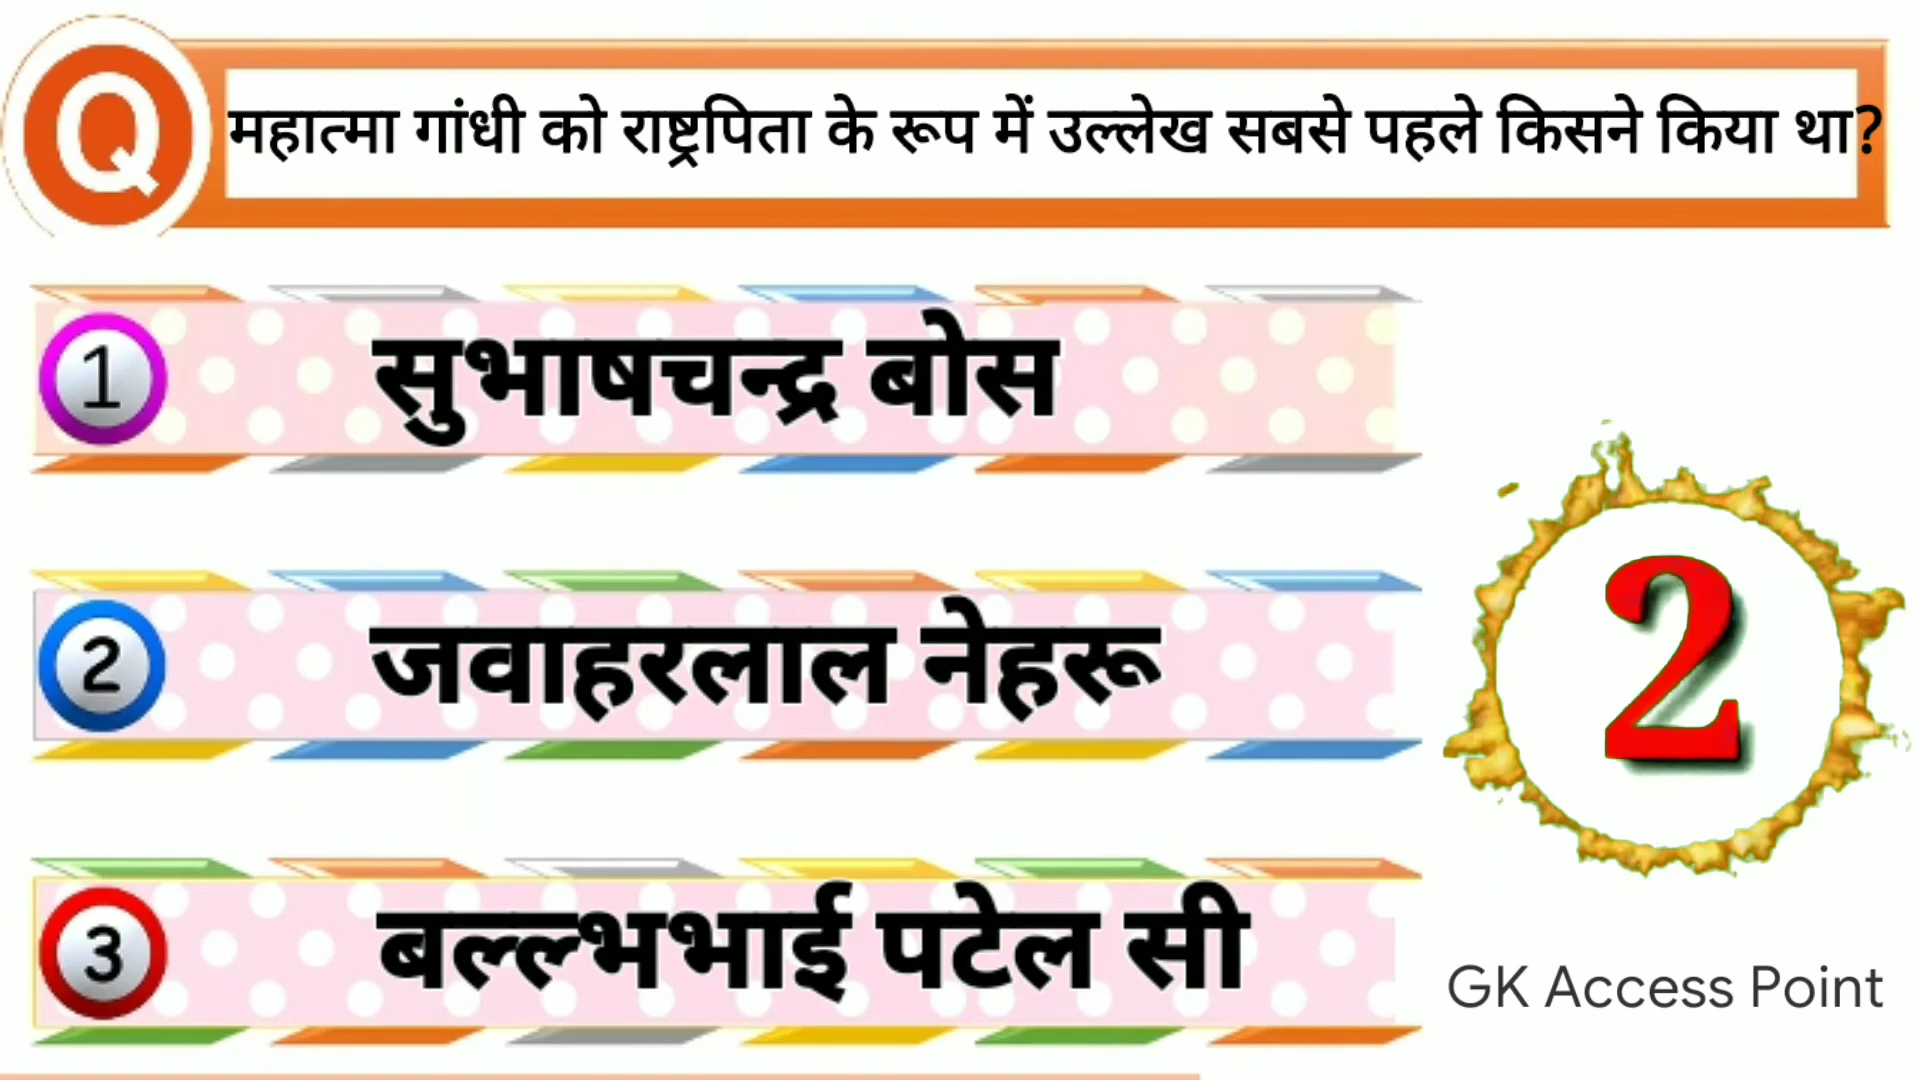 Q
महात्मा गांधी को राष्ट्रपिता के रूप में उल्लेख सबसे पहले किसने किया था?
1 सुभाषचन्द्र बोस
2 जवाहरलाल नेहरू
2
3 बल्ल्भभाई पटेल सी
GK Access Point